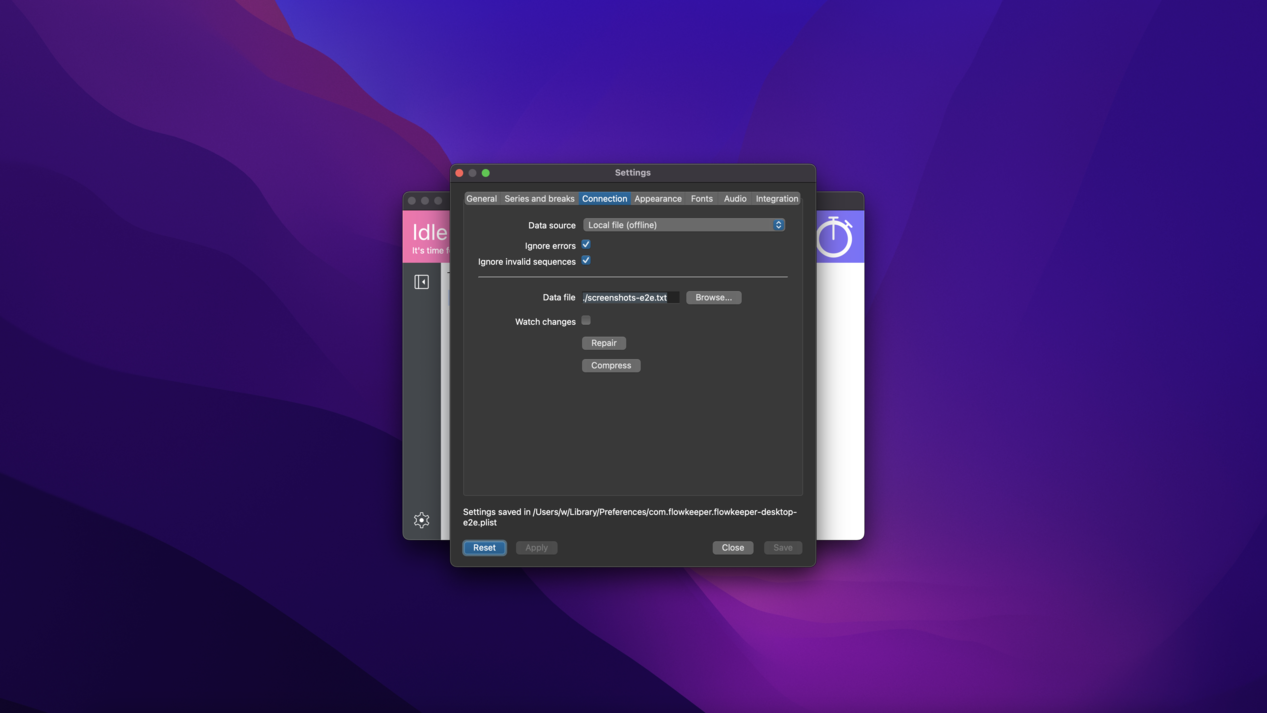 Settings
General Series and breaks Connection Appearance Fonts Audio Integration
Idle
It's time f
Data source Local file (offline)
Ignore errors
Ignore invalid sequences
Data file ./screenshots-e2e.txt Browse...
Watch changes
Repair
Compress
Settings saved in /Users/w/Library/Preferences/com.flowkeeper.flowkeeper-desktop-
e2e.plist
Reset Apply Close Save